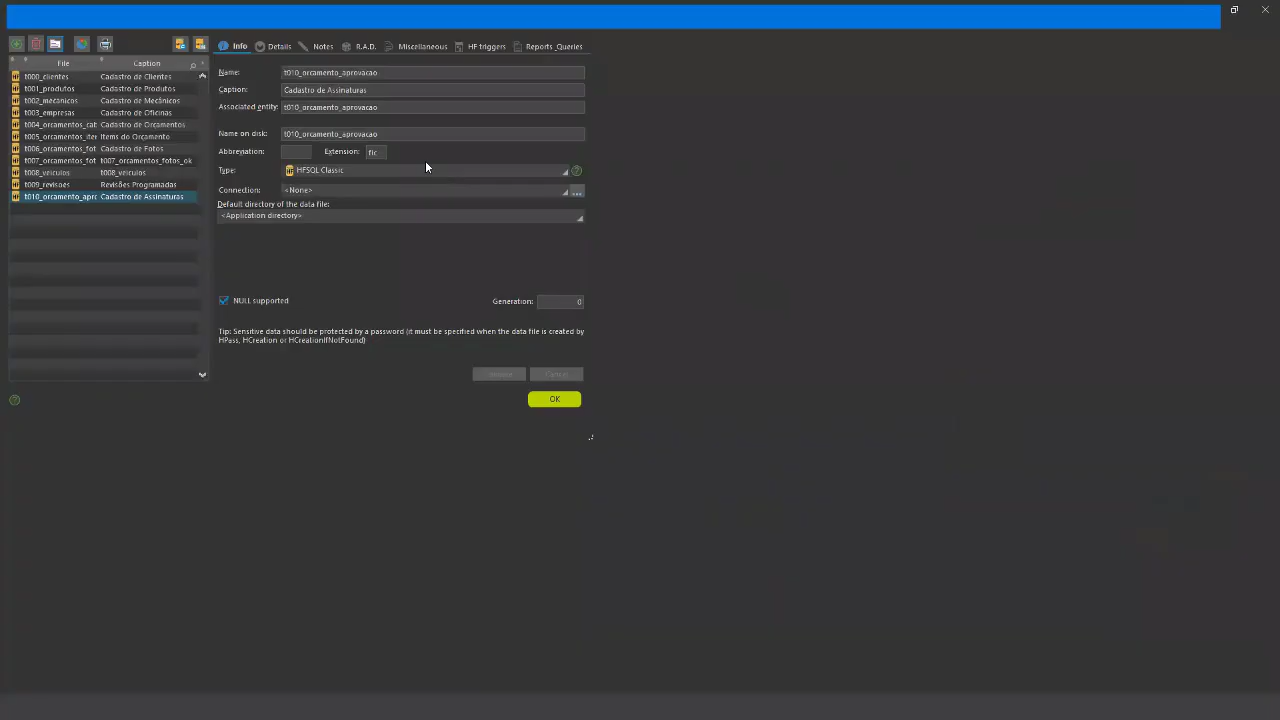 Info Details Notes R.A.D. Miscellaneous HF triggers Reports_Queries
File Caption
t000_clientes Cadastro de Clientes
t001_produtos Cadastro de Produtos
t002_mecanicos Cadastro de Mecânicos
t003_empresas Cadastro de Oficinas
t004_orcamentos_cat Cadastro de Orcamentos
t005_orcamentos_iter Items do Orçamento
t006_orcamentos_fot Cadastro de Fotos
t007_orcamentos_fot t007_orcamentos_fotos_ok
t008_veiculos t008_veiculos
t009_revisoes Revisões Programadas
t010_orcamento_aprc Cadastro de Assinaturas
Name: t010_orcamento_aprovacao
Caption: Cadastro de Assinaturas
Associated entity: t010_orcamento_aprovacao
Name on disk: t010_orcamento_aprovacao
Abbreviation: Extension: fic
Type: HFSQL Classic
Connection: <None> ...
Default directory of the data file:
<Application directory>
NULL supported Generation: 0
Tip: Sensitive data should be protected by a password (it must be specified when the data file is created by
HPass, HCreation or HCreationIfNotFound)
Cancel
OK